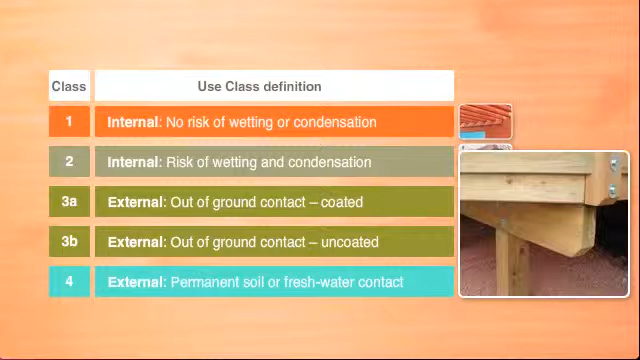 Class Use Class definition
1 Internal: No risk of wetting or condensation
2 Internal: Risk of wetting and condensation
3a External: Out of ground contact – coated
3b External: Out of ground contact – uncoated
4 External: Permanent soil or fresh-water contact